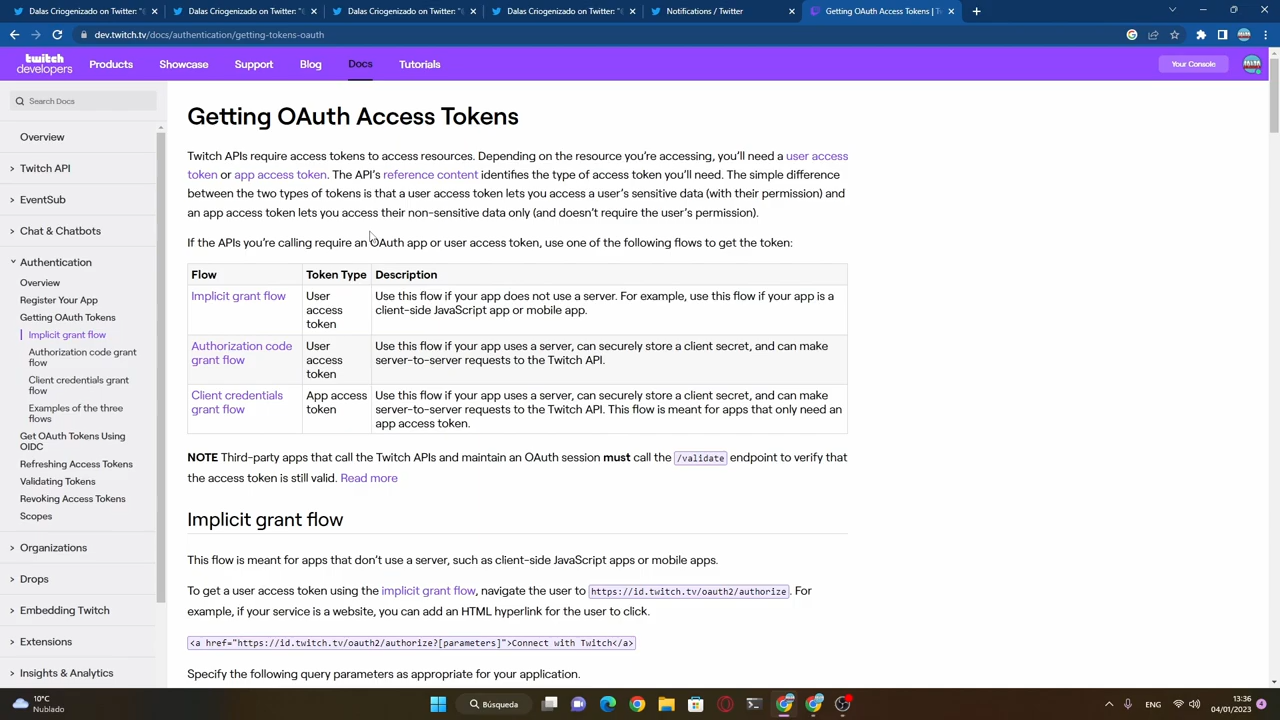 Dalas Criogenizado en Twitter: "
Dalas Criogenizado en Twitter: "
Dalas Criogenizado en Twitter: "
Dalas Criogenizado en Twitter: "
Notifications / Twitter
Getting OAuth Access Tokens | T
dev.twitch.tv/docs/authentication/getting-tokens-oauth
twitch
developers
Products
Showcase
Support
Blog
Docs
Tutorials
Your Console
Search Docs
Overview
Twitch API
EventSub
Chat & Chatbots
Authentication
Overview
Register Your App
Getting OAuth Tokens
Implicit grant flow
Authorization code grant
flow
Client credentials grant
flow
Examples of the three
flows
Get OAuth Tokens Using
OIDC
Refreshing Access Tokens
Validating Tokens
Revoking Access Tokens
Scopes
Organizations
Drops
Embedding Twitch
Extensions
Insights & Analytics
Getting OAuth Access Tokens
Twitch APIs require access tokens to access resources. Depending on the resource you're accessing, you'll need a user access
token or app access token. The API's reference content identifies the type of access token you'll need. The simple difference
between the two types of tokens is that a user access token lets you access a user's sensitive data (with their permission) and
an app access token lets you access their non-sensitive data only (and doesn't require the user's permission).
If the APIs you're calling require an OAuth app or user access token, use one of the following flows to get the token:
Flow
Token Type
Description
Implicit grant flow
User
access
token
Use this flow if your app does not use a server. For example, use this flow if your app is a
client-side JavaScript app or mobile app.
Authorization code
grant flow
User
access
token
Use this flow if your app uses a server, can securely store a client secret, and can make
server-to-server requests to the Twitch API.
Client credentials
grant flow
App access
token
Use this flow if your app uses a server, can securely store a client secret, and can make
server-to-server requests to the Twitch API. This flow is meant for apps that only need an
app access token.
NOTE Third-party apps that call the Twitch APIs and maintain an OAuth session must call the /validate endpoint to verify that
the access token is still valid. Read more
Implicit grant flow
This flow is meant for apps that don't use a server, such as client-side JavaScript apps or mobile apps.
To get a user access token using the implicit grant flow, navigate the user to https://id.twitch.tv/oauth2/authorize. For
example, if your service is a website, you can add an HTML hyperlink for the user to click.
<a href="https://id.twitch.tv/oauth2/authorize?[parameters]">Connect with Twitch</a>
Specify the following query parameters as appropriate for your application.
10°C
Nublado
Búsqueda
ENG
13:36
04/01/2023